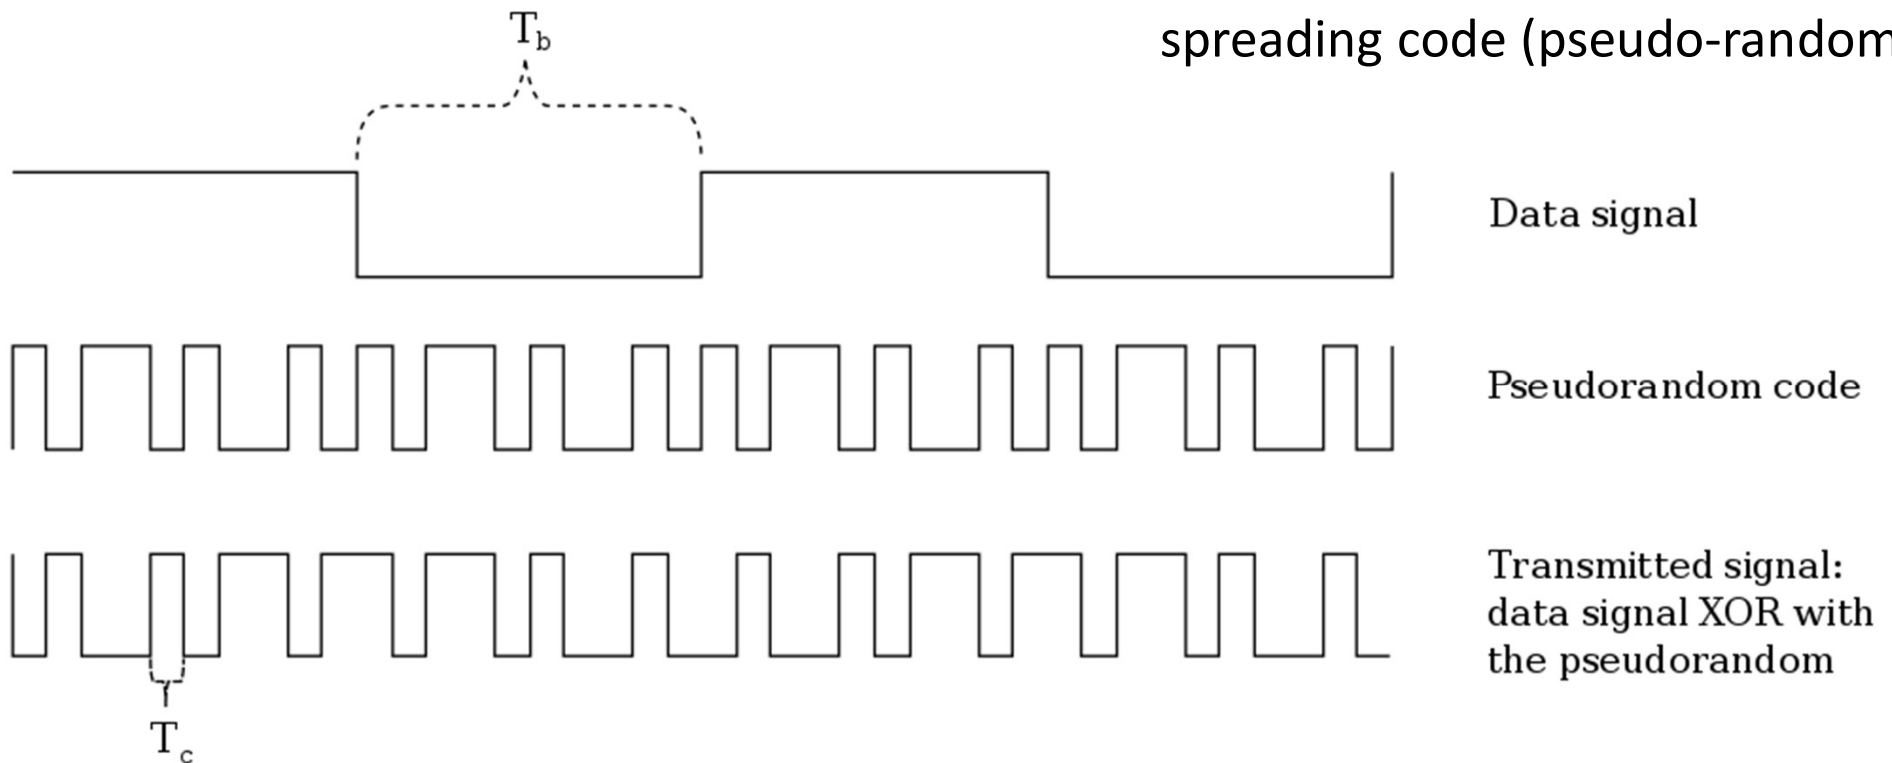 spreading code (pseudo-random
T_b
Data signal
Pseudorandom code
Transmitted signal:
data signal XOR with
the pseudorandom
T_c